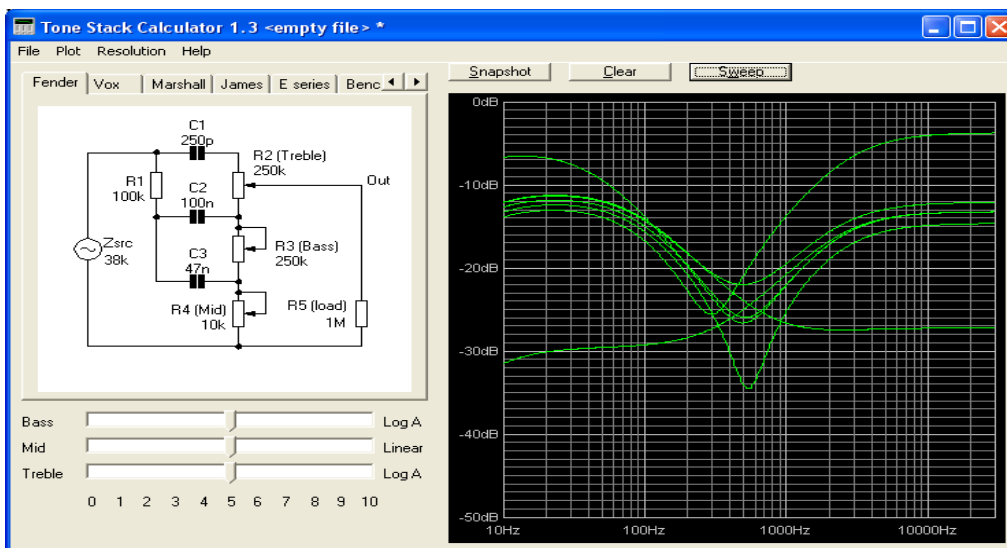 Tone Stack Calculator 1.3 <empty file> *
File Plot Resolution Help
Fender Vox Marshall James E series Benc
Snapshot Clear Sweep
C1
250p
R2 (Treble)
250k
Out
R1
100k
C2
100n
R3 (Bass)
250k
Zsrc
38k
C3
47n
R4 (Mid)
10k
R5 (load)
1M
Bass Log A
Mid Linear
Treble Log A
0 1 2 3 4 5 6 7 8 9 10
0dB
-10dB
-20dB
-30dB
-40dB
-50dB
10Hz 100Hz 1000Hz 10000Hz